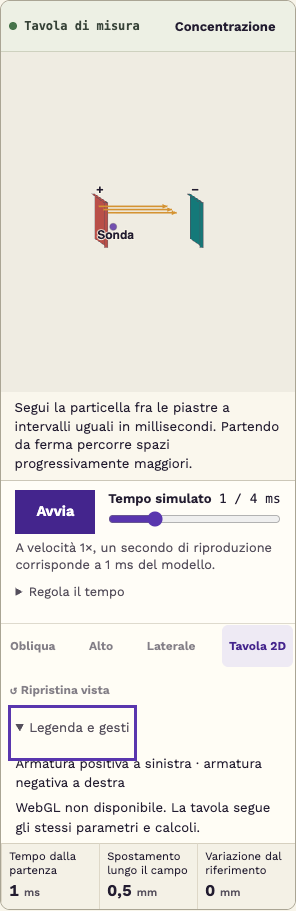 Tavola di misura
Concentrazione
+ −
Sonda
Segui la particella fra le piastre a
intervalli uguali in millisecondi. Partendo
da ferma percorre spazi
progressivamente maggiori.
Avvia
Tempo simulato 1 / 4 ms
A velocità 1×, un secondo di riproduzione
corrisponde a 1 ms del modello.
▶ Regola il tempo
Obliqua Alto Laterale Tavola 2D
↺ Ripristina vista
▼ Legenda e gesti
Armatura positiva a sinistra · armatura
negativa a destra
WebGL non disponibile. La tavola segue
gli stessi parametri e calcoli.
Tempo dalla
partenza
1 ms
Spostamento
lungo il campo
0,5 mm
Variazione dal
riferimento
0 mm